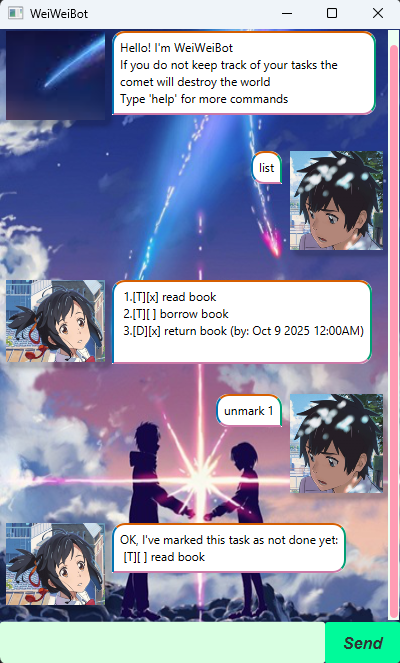 WeiWeiBot
Hello! I'm WeiWeiBot
If you do not keep track of your tasks the
comet will destroy the world
Type 'help' for more commands
list
1.[T][x] read book
2.[T][ ] borrow book
3.[D][x] return book (by: Oct 9 2025 12:00AM)
unmark 1
OK, I've marked this task as not done yet:
[T][ ] read book
Send